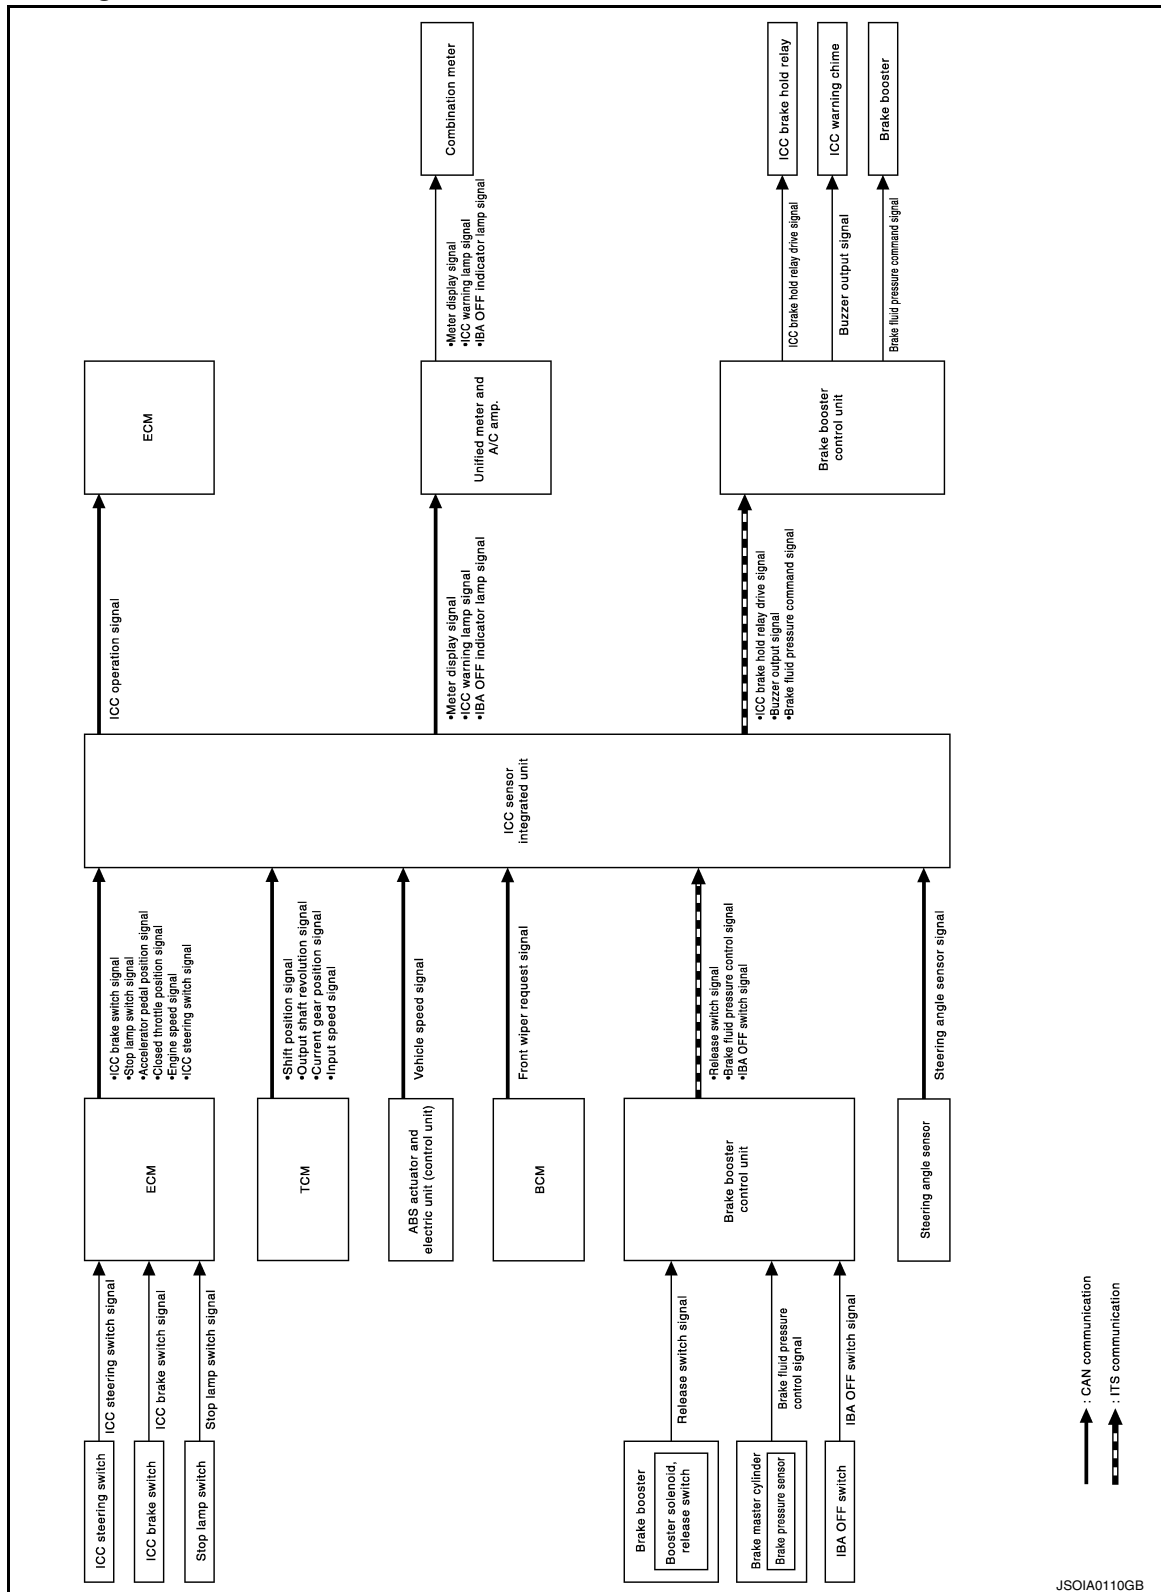 ICC steering switch
ICC brake switch
Stop lamp switch
Brake booster
Booster solenoid,
release switch
Brake master cylinder
Brake pressure sensor
IBA OFF switch
ICC steering switch signal
ICC brake switch signal
Stop lamp switch signal
Release switch signal
Brake fluid pressure
control signal
IBA OFF switch signal
ECM
TCM
ABS actuator and
electric unit (control unit)
BCM
Brake booster
control unit
Steering angle sensor
•ICC brake switch signal
•Stop lamp switch signal
•Accelerator pedal position signal
•Closed throttle position signal
•Engine speed signal
•ICC steering switch signal
•Shift position signal
•Output shaft revolution signal
•Current gear position signal
•Input speed signal
Vehicle speed signal
Front wiper request signal
•Release switch signal
•Brake fluid pressure control signal
•IBA OFF switch signal
Steering angle sensor signal
ICC sensor
integrated unit
ICC operation signal
•Meter display signal
•ICC warning lamp signal
•IBA OFF indicator lamp signal
•ICC brake hold relay drive signal
•Buzzer output signal
•Brake fluid pressure command signal
ECM
Unified meter and
A/C amp.
Brake booster
control unit
•Meter display signal
•ICC warning lamp signal
•IBA OFF indicator lamp signal
ICC brake hold relay drive signal
Buzzer output signal
Brake fluid pressure command signal
Combination meter
ICC brake hold relay
ICC warning chime
Brake booster
: CAN communication
: ITS communication
JSOIA0110GB